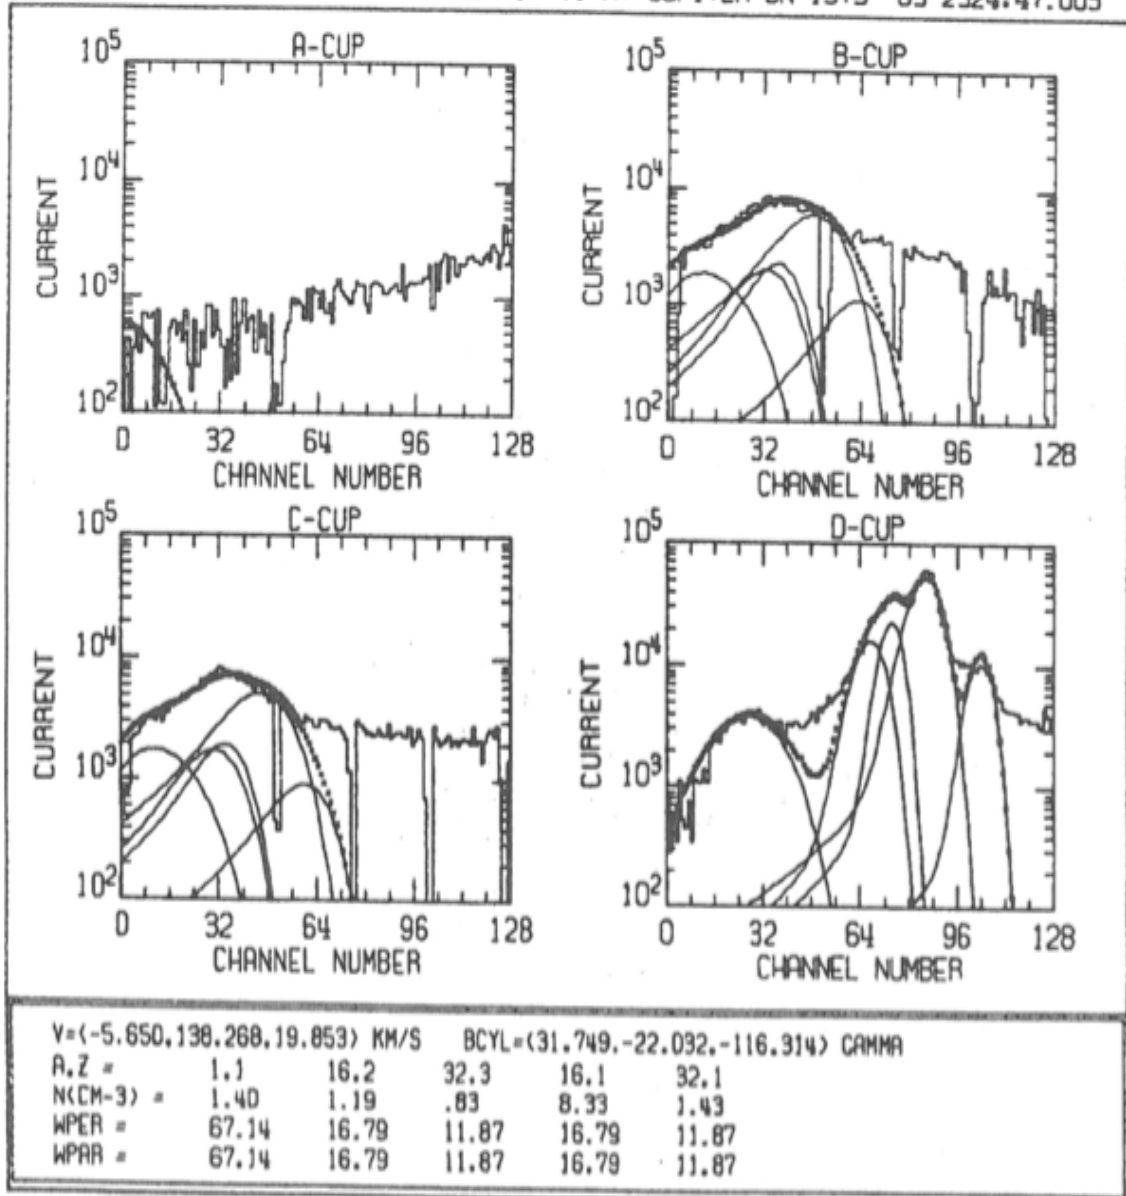 A-CUP B-CUP
10^5 10^5
10^4 10^4
10^3 10^3
10^2 10^2
CURRENT CURRENT
0 32 64 96 128 0 32 64 96 128
CHANNEL NUMBER CHANNEL NUMBER
C-CUP D-CUP
10^5 10^5
10^4 10^4
10^3 10^3
10^2 10^2
CURRENT CURRENT
0 32 64 96 128 0 32 64 96 128
CHANNEL NUMBER CHANNEL NUMBER
V=(-5.650,138.268,19.853) KM/S BCYL=(31.749,-22.032,-116.314) GAMMA
A,Z = 1.1 16.2 32.3 16.1 32.1
N(CM-3) = 1.40 1.19 .83 8.33 1.43
WPER = 67.14 16.79 11.87 16.79 11.87
WPAR = 67.14 16.79 11.87 16.79 11.87